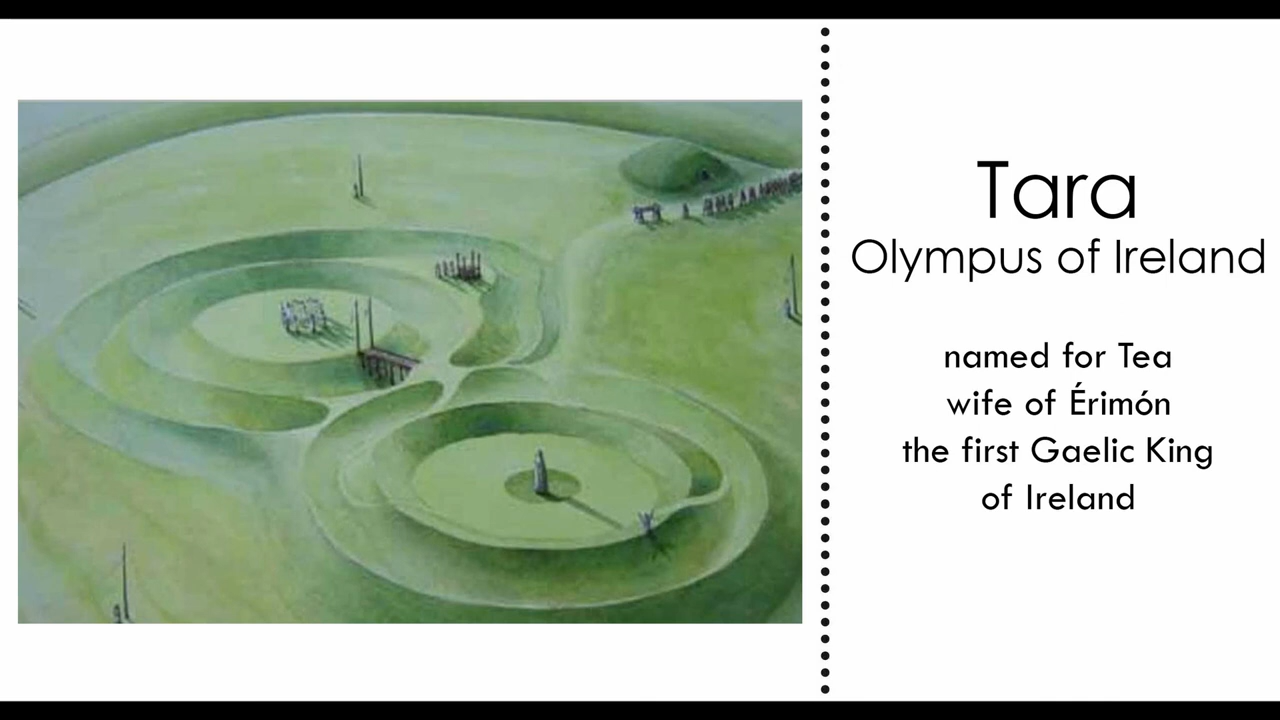 Tara
Olympus of Ireland
named for Tea
wife of Érimón
the first Gaelic King
of Ireland